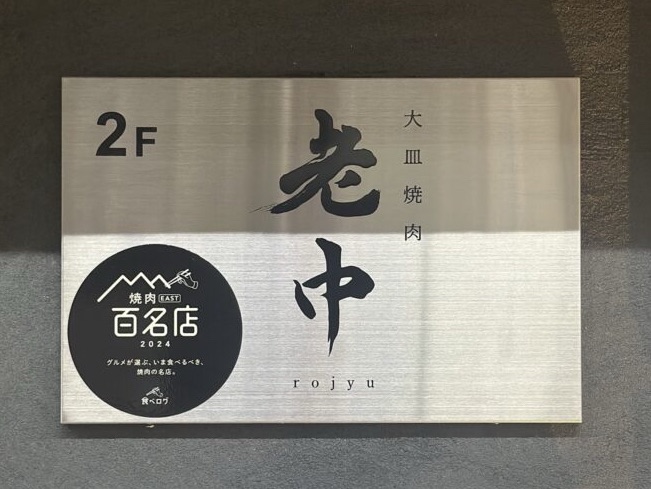 2F
大皿焼肉
老中
rojyu
焼肉 EAST
百名店
2024
グルメが選ぶ、いま食べるべき、
焼肉の名店。
食べログ